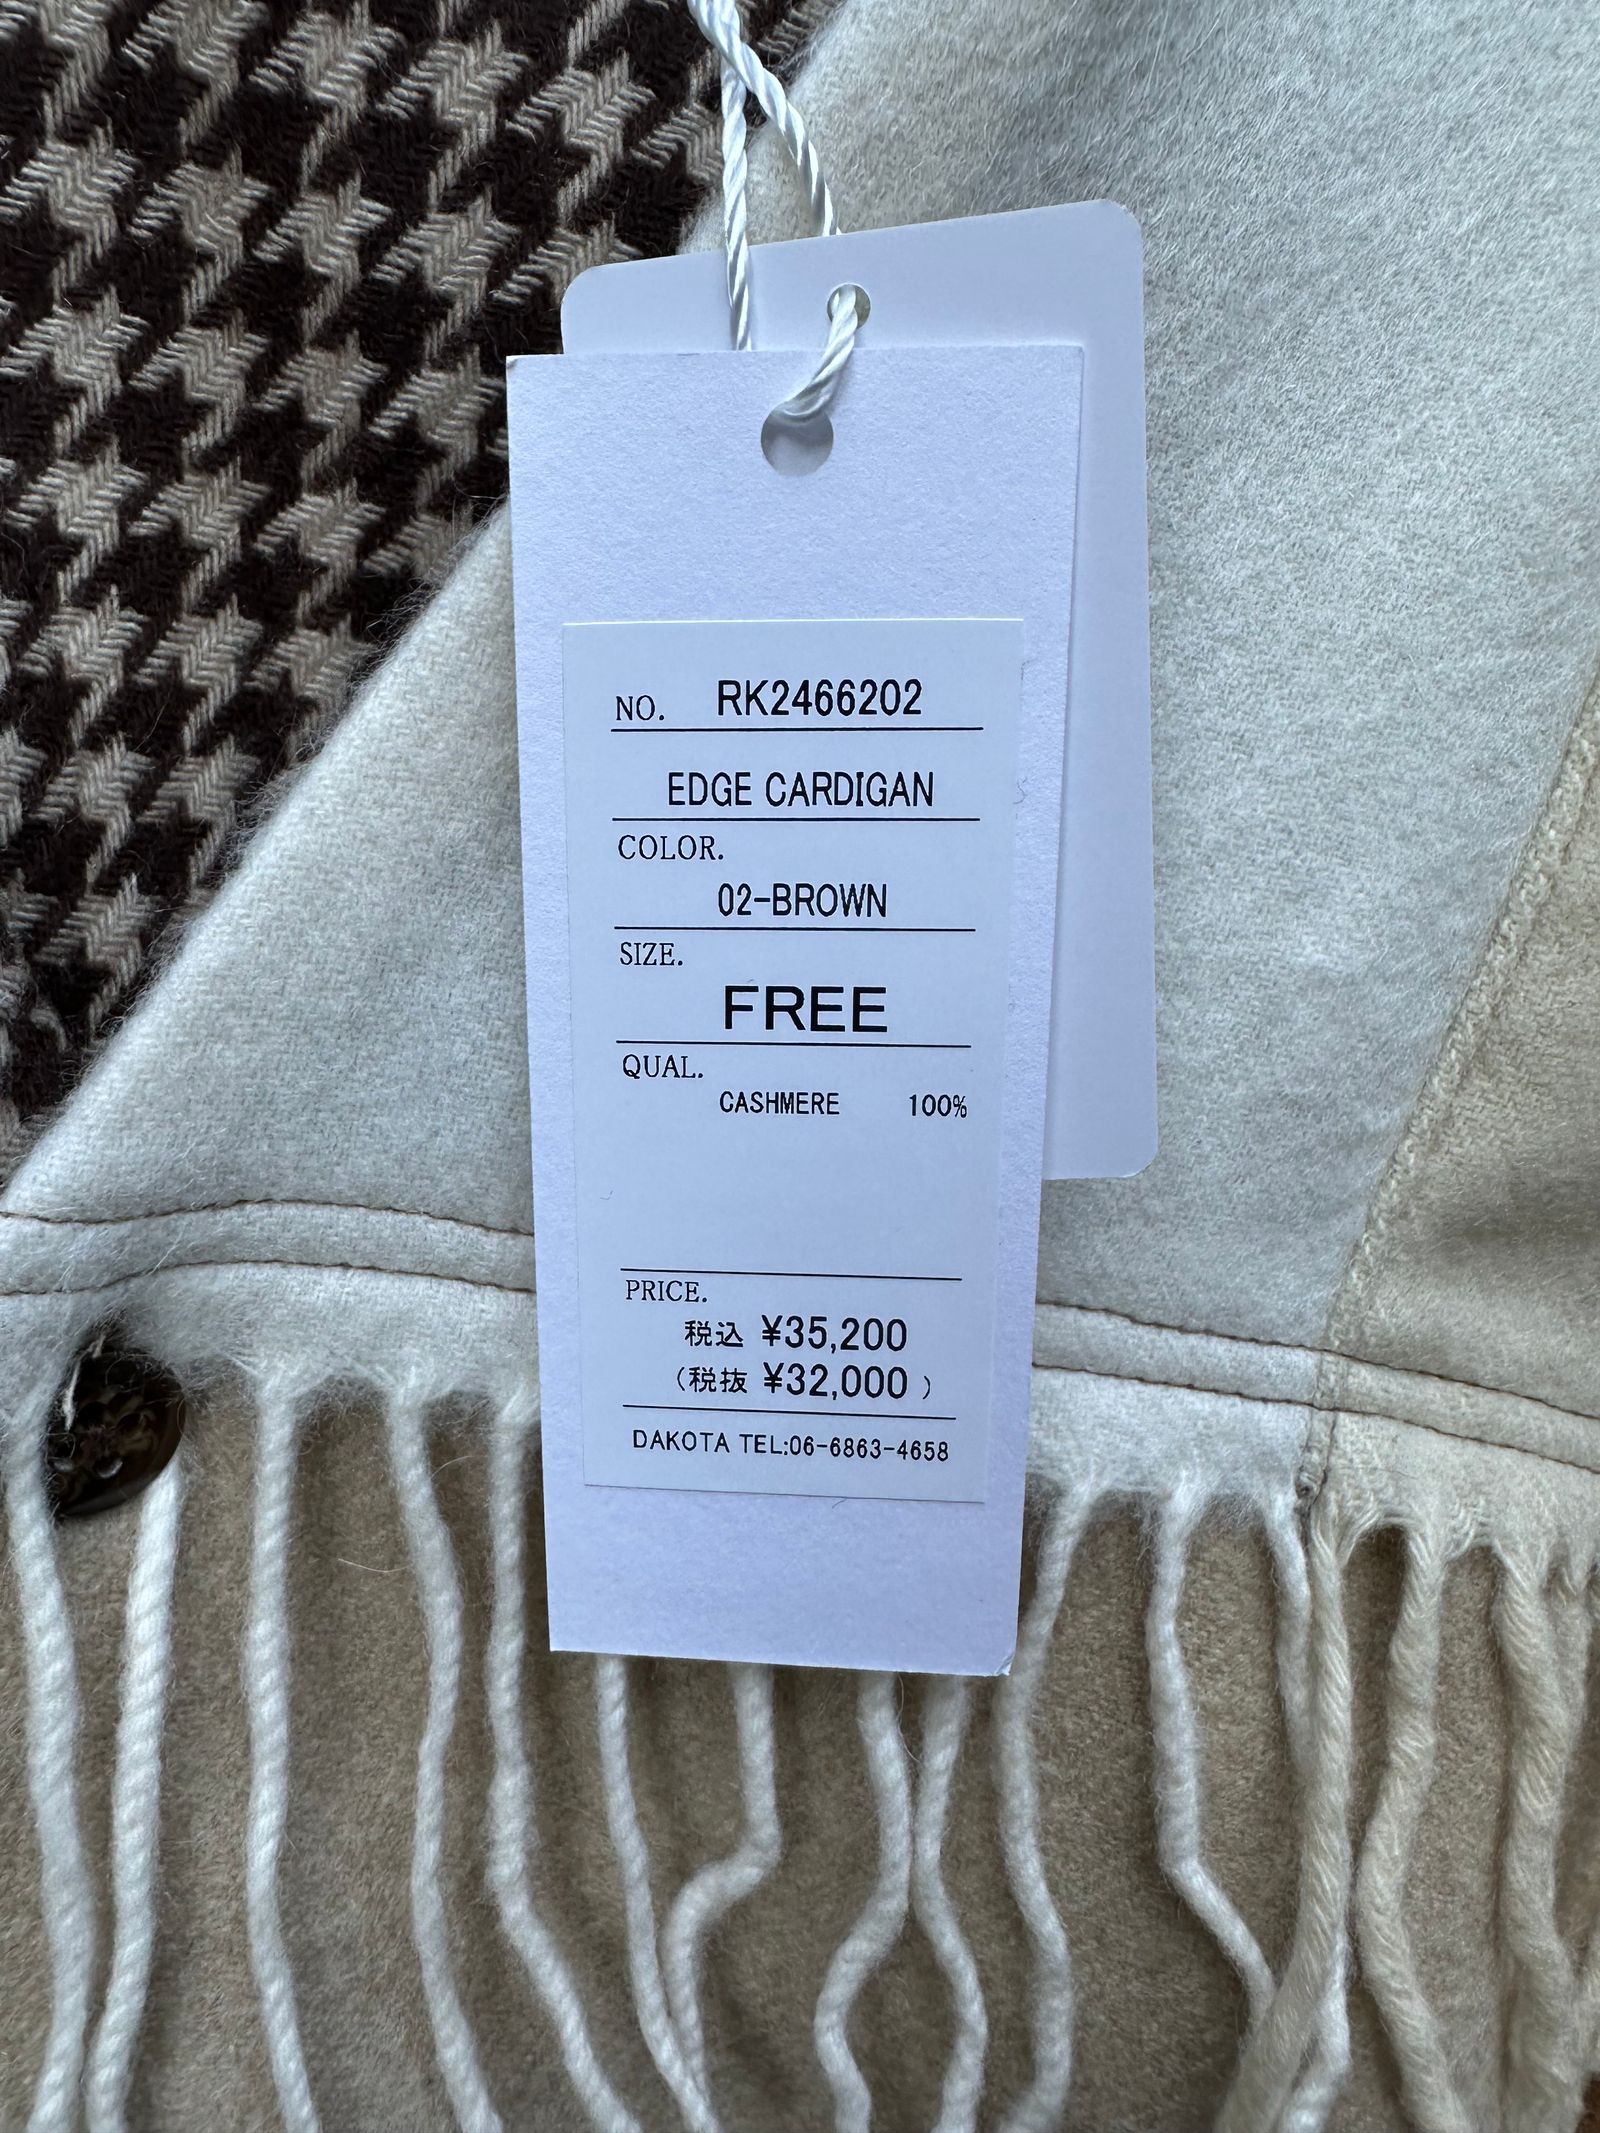 NO. RK2466202
EDGE CARDIGAN
COLOR.
02-BROWN
SIZE.
FREE
QUAL.
CASHMERE 100%
PRICE.
税込 ¥35,200
(税抜 ¥32,000 )
DAKOTA TEL:06-6863-4658